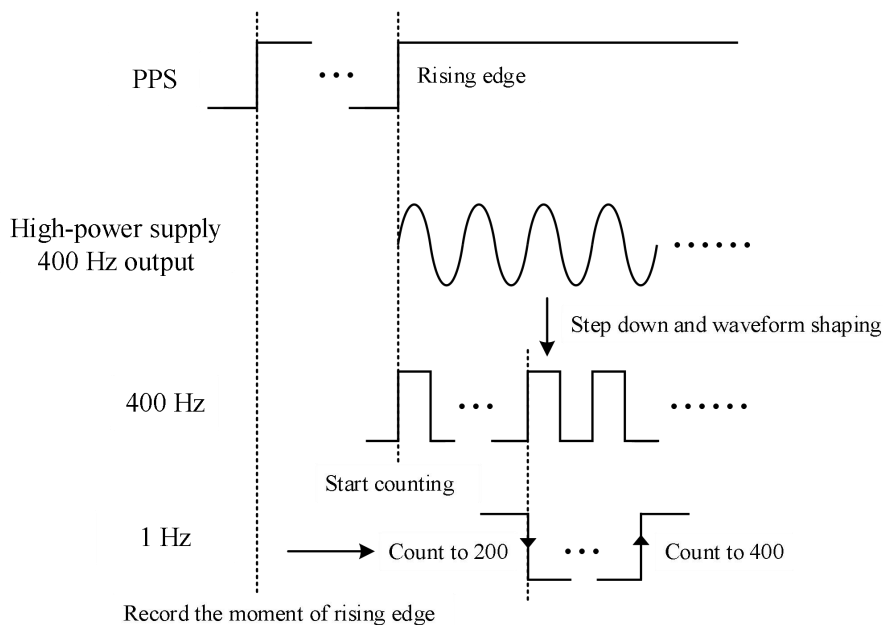 PPS
Rising edge
High-power supply
400 Hz output
Step down and waveform shaping
400 Hz
Start counting
1 Hz
Count to 200
Count to 400
Record the moment of rising edge